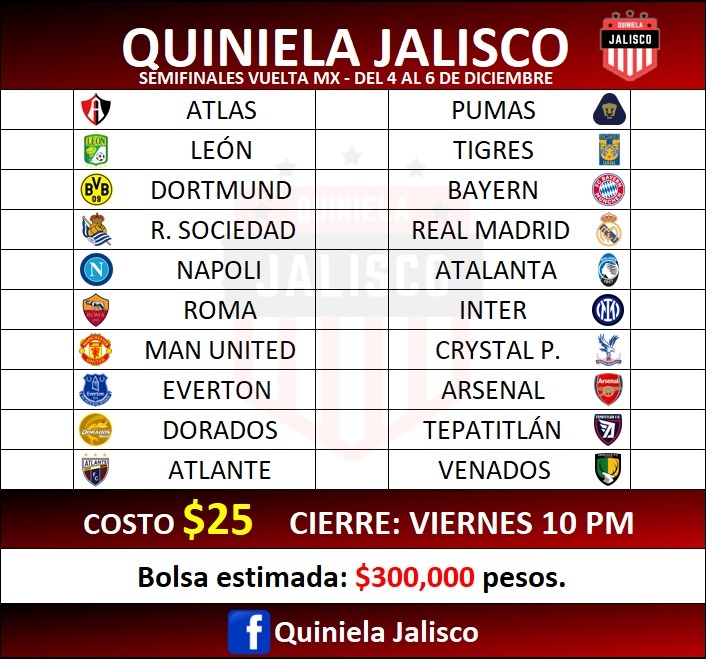 QUINIELA JALISCO
QUINIELA
JALISCO
SEMIFINALES VUELTA MX - DEL 4 AL 6 DE DICIEMBRE
ATLAS PUMAS
LEÓN TIGRES
DORTMUND BAYERN
R. SOCIEDAD REAL MADRID
NAPOLI ATALANTA
ROMA INTER
MAN UNITED CRYSTAL P.
EVERTON ARSENAL
DORADOS TEPATITLÁN
ATLANTE VENADOS
QUINIELA
JALISCO
COSTO $25 CIERRE: VIERNES 10 PM
Bolsa estimada: $300,000 pesos.
f Quiniela Jalisco